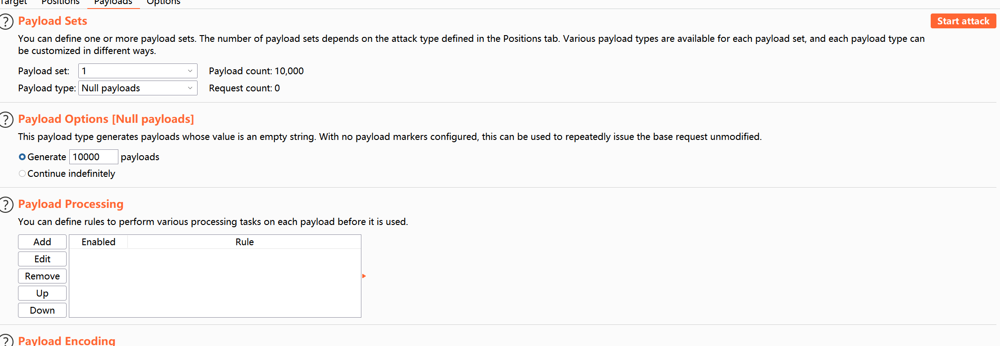 Target Positions Payloads Options
? Payload Sets Start attack
You can define one or more payload sets. The number of payload sets depends on the attack type defined in the Positions tab. Various payload types are available for each payload set, and each payload type can
be customized in different ways.
Payload set: 1 Payload count: 10,000
Payload type: Null payloads Request count: 0
? Payload Options [Null payloads]
This payload type generates payloads whose value is an empty string. With no payload markers configured, this can be used to repeatedly issue the base request unmodified.
Generate 10000 payloads
Continue indefinitely
? Payload Processing
You can define rules to perform various processing tasks on each payload before it is used.
Add Enabled Rule
Edit
Remove
Up
Down
? Payload Encoding